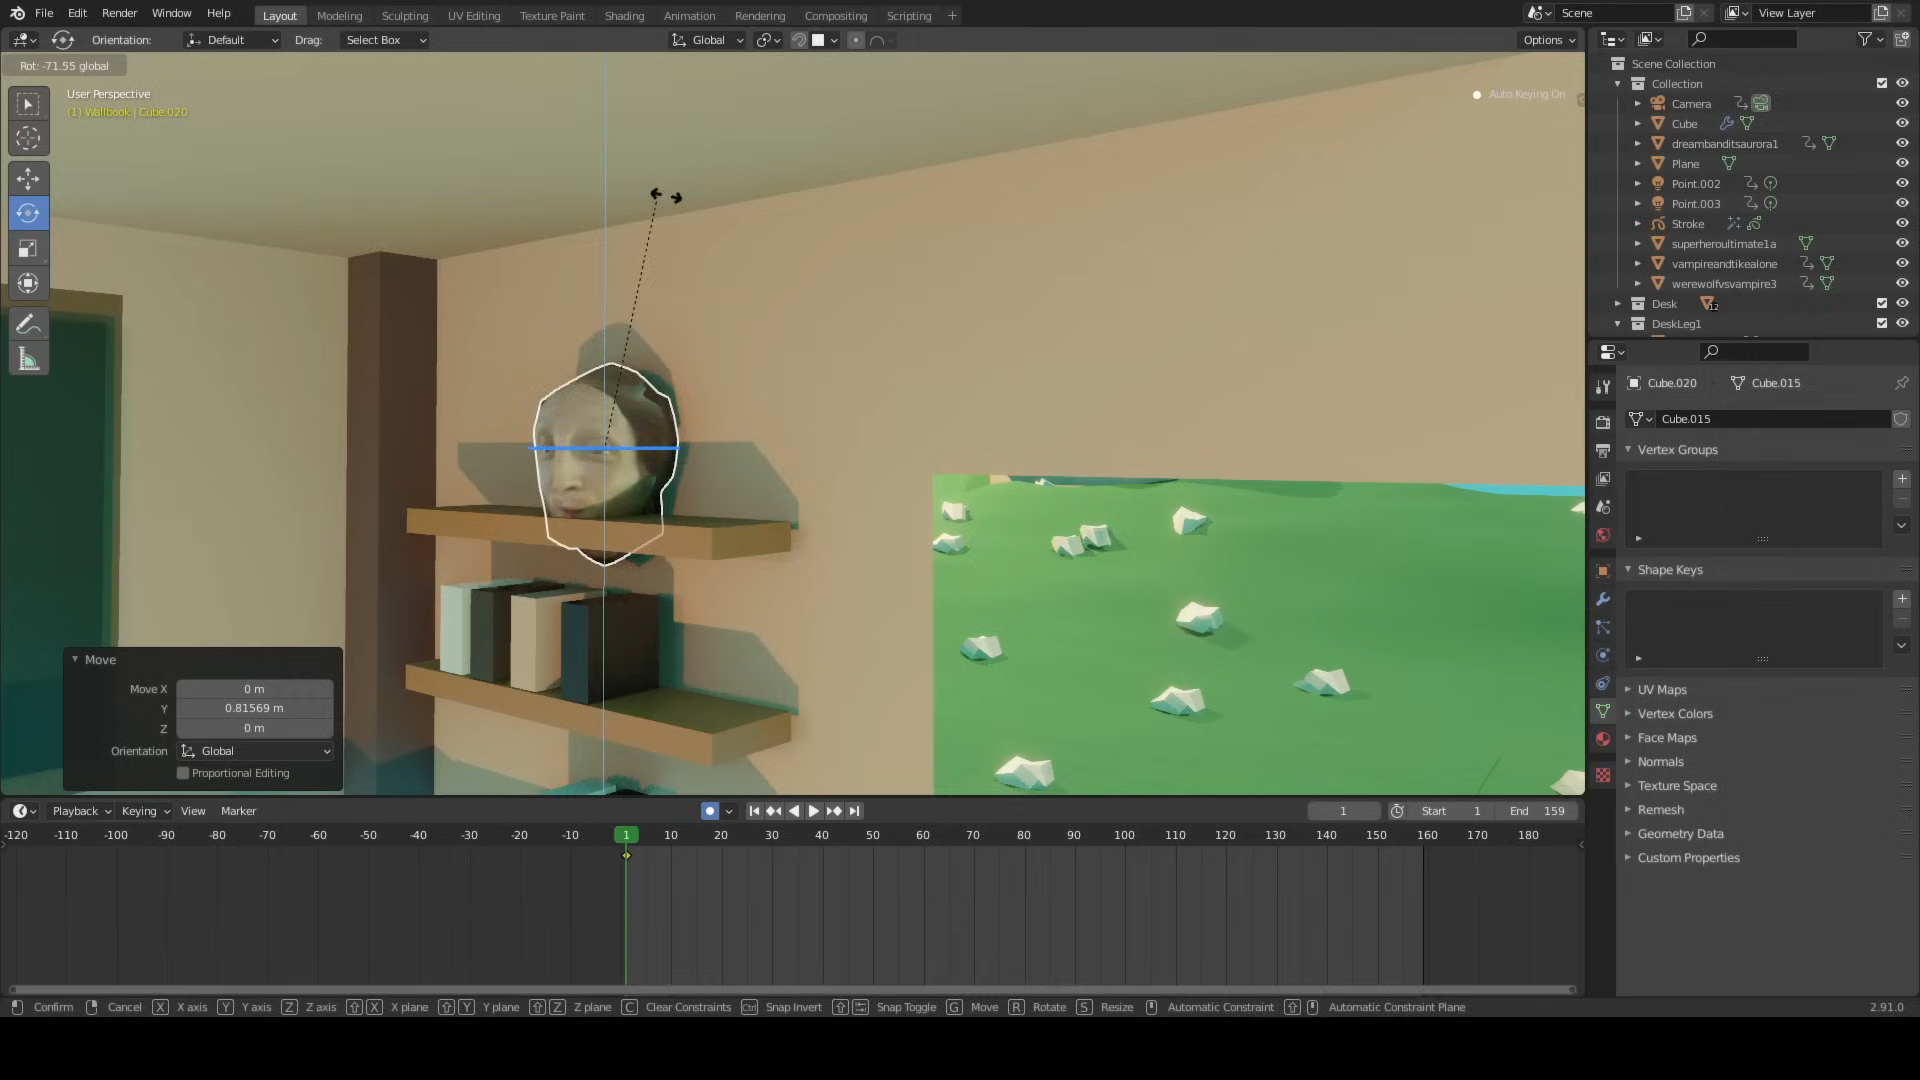 File Edit Render Window Help Layout Modeling Sculpting UV Editing Texture Paint Shading Animation Rendering Compositing Scripting + Scene View Layer
Orientation: Default Drag: Select Box Global Options
Rot: -71.55 global
User Perspective
(1) Wallbook | Cube.020
Auto Keying On
Scene Collection
Collection
Camera
Cube
dreambanditsaurora1
Plane
Point.002
Point.003
Stroke
superheroultimate1a
vampireandtikealone
werewolfvsvampire3
Desk 12
DeskLeg1
Cube.020 Cube.015
Cube.015
Vertex Groups
Shape Keys
UV Maps
Vertex Colors
Face Maps
Normals
Texture Space
Remesh
Geometry Data
Custom Properties
Move
Move X 0 m
Y 0.81569 m
Z 0 m
Orientation Global
Proportional Editing
Playback Keying View Marker 1 Start 1 End 159
-120 -110 -100 -90 -80 -70 -60 -50 -40 -30 -20 -10 1 10 20 30 40 50 60 70 80 90 100 110 120 130 140 150 160 170 180
Confirm Cancel X X axis Y Y axis Z Z axis X X plane Y Y plane Z Z plane C Clear Constraints Ctrl Snap Invert Snap Toggle G Move R Rotate S Resize Automatic Constraint Automatic Constraint Plane 2.91.0